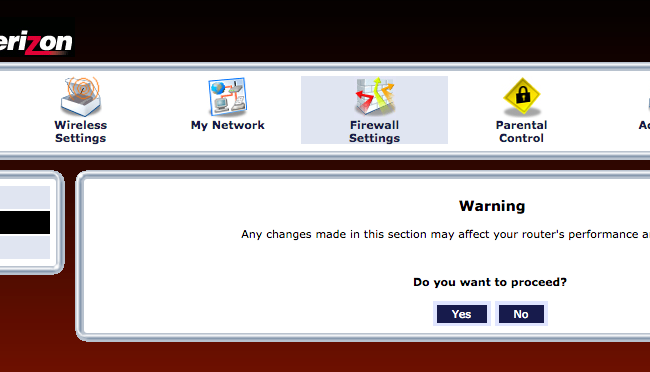 erizon
Wireless
Settings
My Network
Firewall
Settings
Parental
Control
Warning
Any changes made in this section may affect your router's performance
Do you want to proceed?
Yes
No